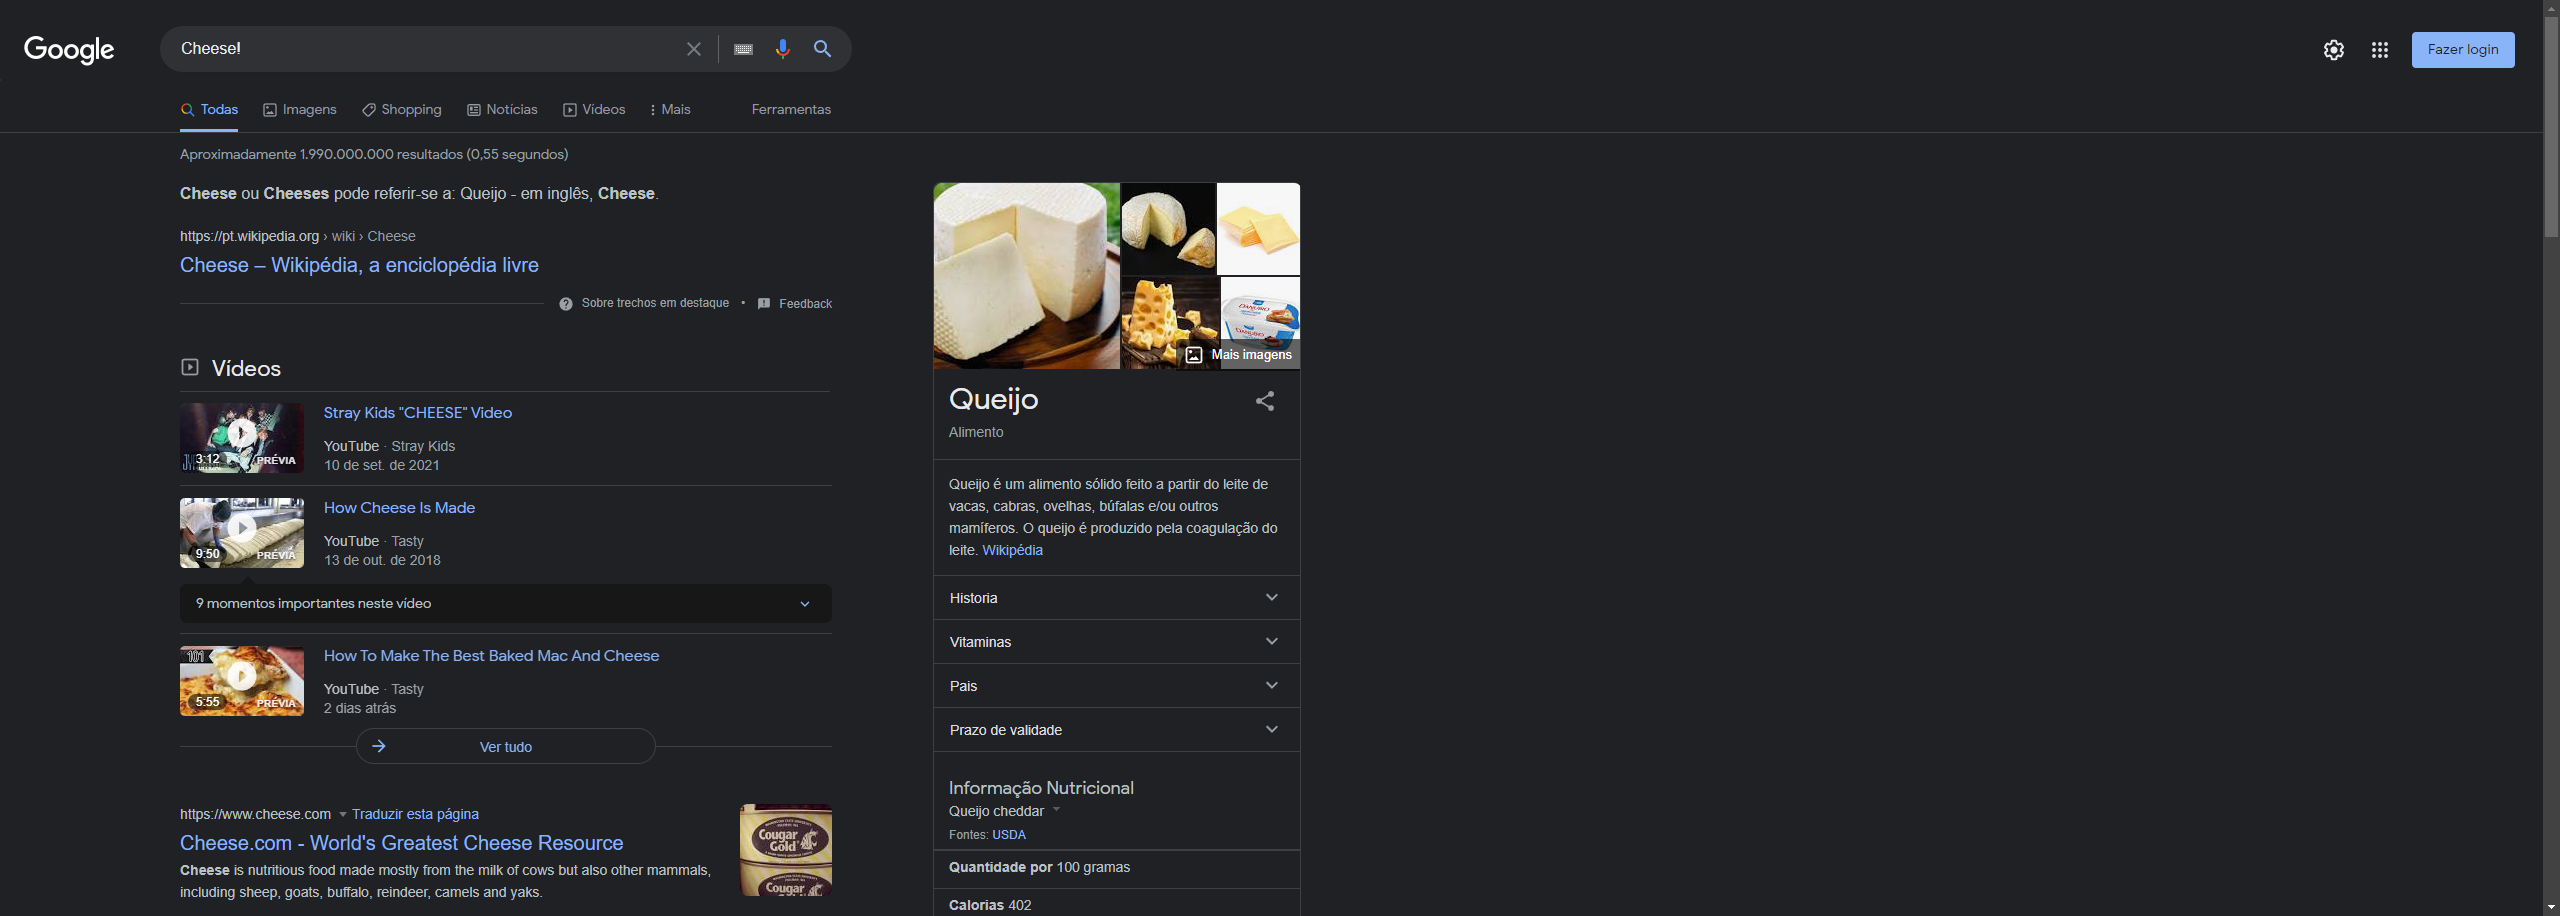 Google
Cheese!
Fazer login
Todas
Imagens
Shopping
Notícias
Vídeos
Mais
Ferramentas
Aproximadamente 1.990.000.000 resultados (0,55 segundos)
Cheese ou Cheeses pode referir-se a: Queijo - em inglês, Cheese.
https://pt.wikipedia.org › wiki › Cheese
Cheese – Wikipédia, a enciclopédia livre
Sobre trechos em destaque • Feedback
Vídeos
3:12
PRÉVIA
Stray Kids "CHEESE" Video
YouTube · Stray Kids
10 de set. de 2021
9:50
PRÉVIA
How Cheese Is Made
YouTube · Tasty
13 de out. de 2018
9 momentos importantes neste vídeo
101
5:55
PRÉVIA
How To Make The Best Baked Mac And Cheese
YouTube · Tasty
2 dias atrás
Ver tudo
https://www.cheese.com
Traduzir esta página
Cheese.com - World's Greatest Cheese Resource
Cheese is nutritious food made mostly from the milk of cows but also other mammals,
including sheep, goats, buffalo, reindeer, camels and yaks.
Cougar
Gold
Cougar
DANUBIO
DANUBIO
Mais imagens
Queijo
Alimento
Queijo é um alimento sólido feito a partir do leite de
vacas, cabras, ovelhas, búfalas e/ou outros
mamíferos. O queijo é produzido pela coagulação do
leite. Wikipédia
Historia
Vitaminas
Pais
Prazo de validade
Informação Nutricional
Queijo cheddar
Fontes: USDA
Quantidade por 100 gramas
Calorias 402